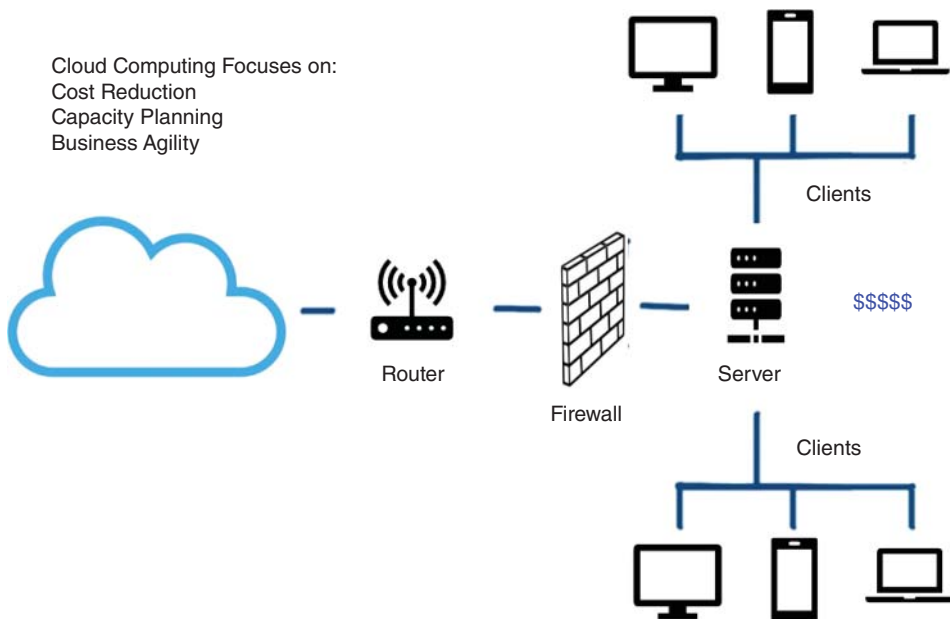 Cloud Computing Focuses on:
Cost Reduction
Capacity Planning
Business Agility
Clients
$$$$$
Router
Server
Firewall
Clients